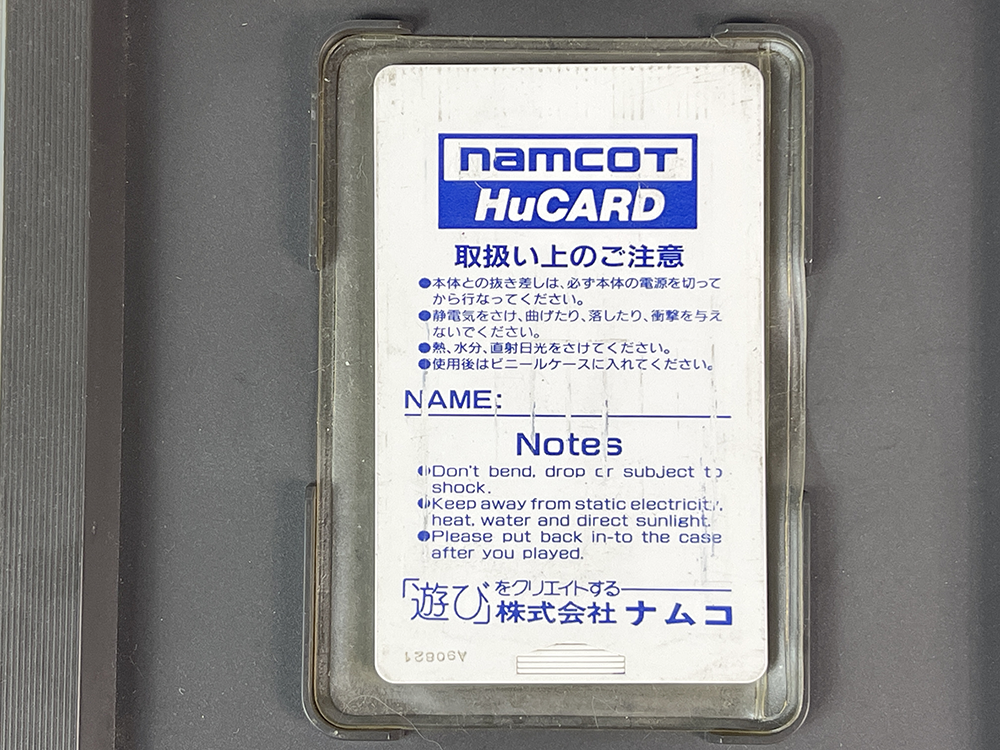 namcoT
HuCARD
取扱い上のご注意
●本体との抜き差しは、必ず本体の電源を切って
から行なってください。
●静電気をさけ、曲げたり、落したり、衝撃を与え
ないでください。
●熱、水分、直射日光をさけてください。
●使用後はビニールケースに入れてください。
NAME:
Notes
●Don't bend, drop or subject to
shock.
●Keep away from static electricity,
heat, water and direct sunlight.
●Please put back in-to the case
after you played.
「遊び」をクリエイトする
株式会社ナムコ
A90821